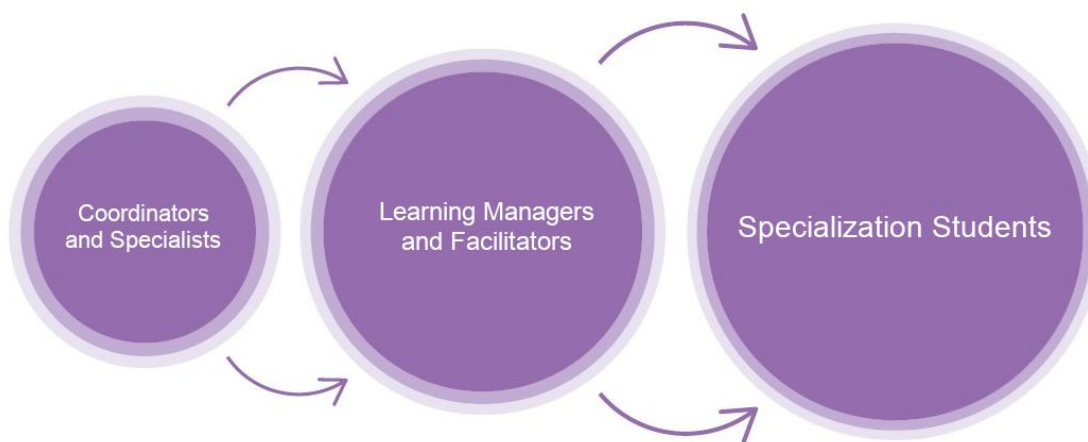 Coordinators
and Specialists
Learning Managers
and Facilitators
Specialization Students